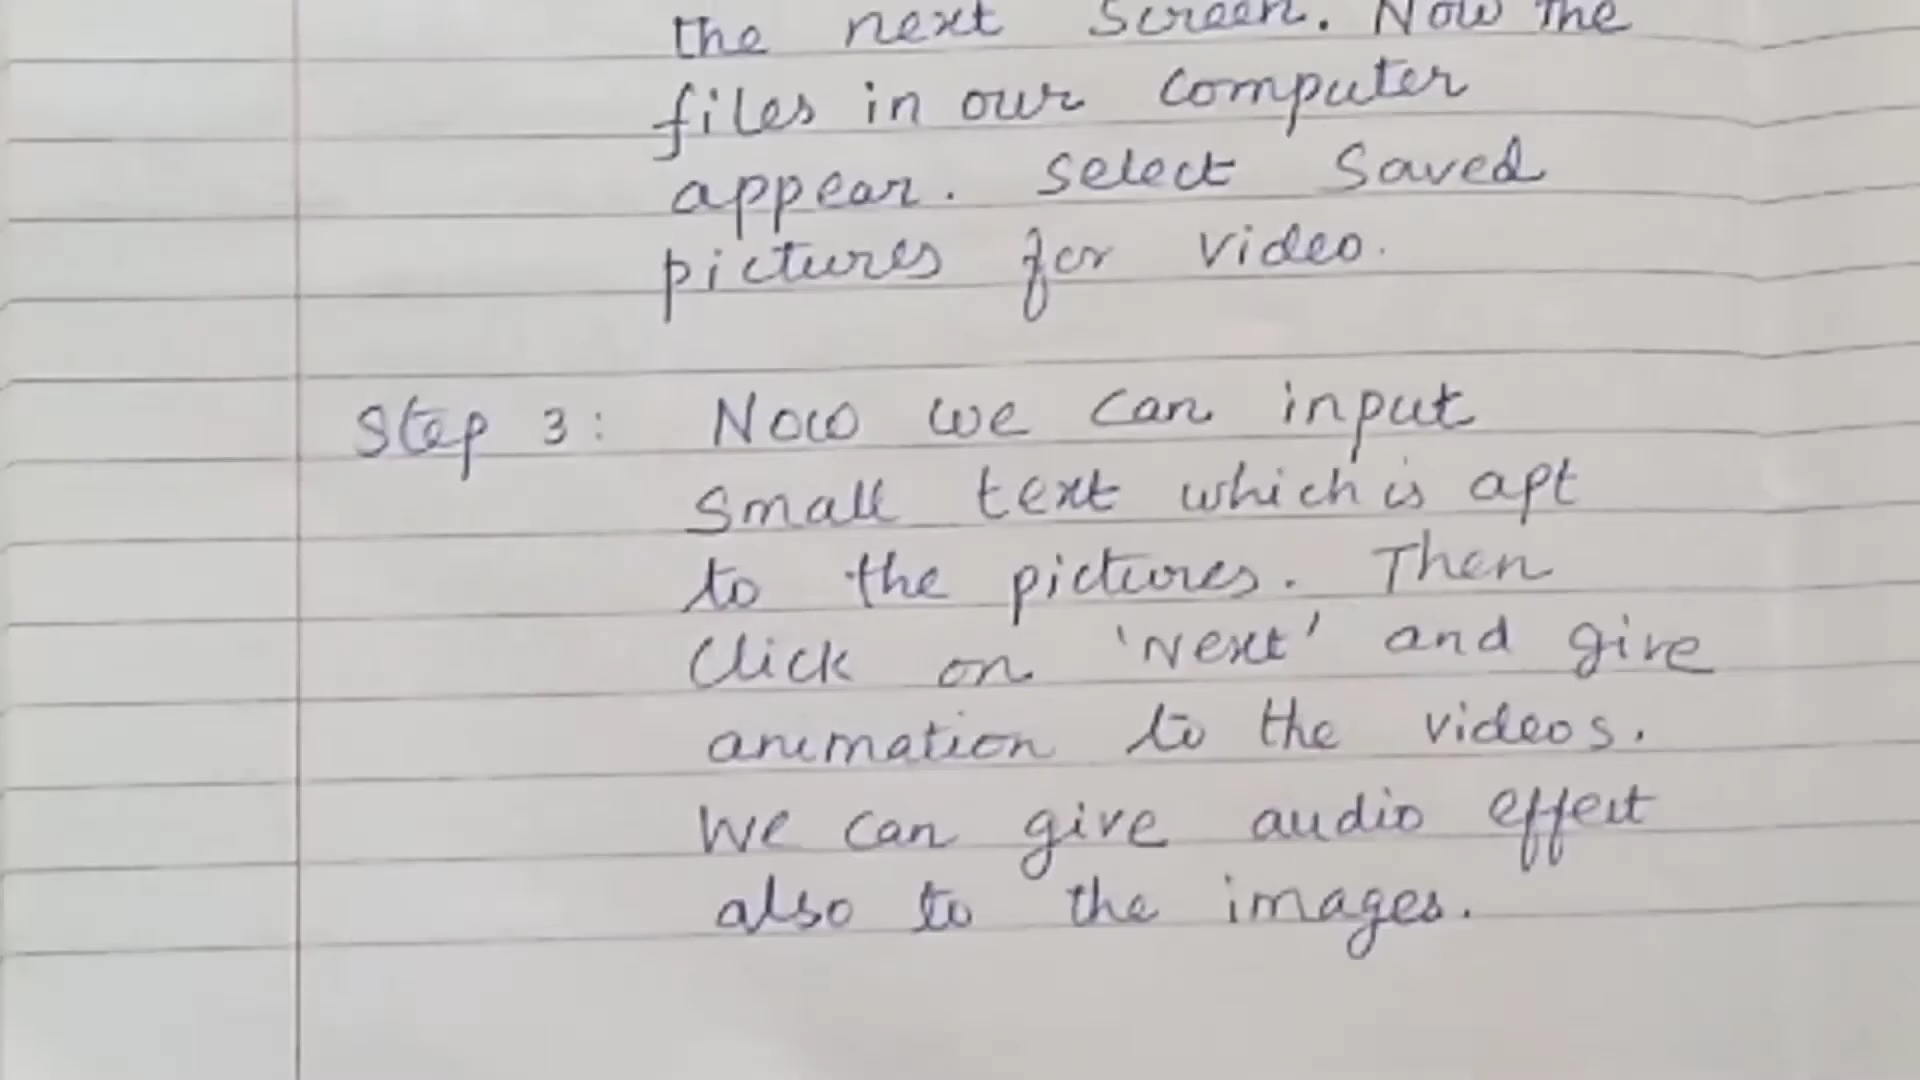 the next Screen. Now the
files in our computer
appear. Select Saved
pictures for video.
Step 3: Now we can input
Small text which is apt
to the pictures. Then
Click on 'Next' and give
animation to the videos.
We can give audio effect
also to the images.